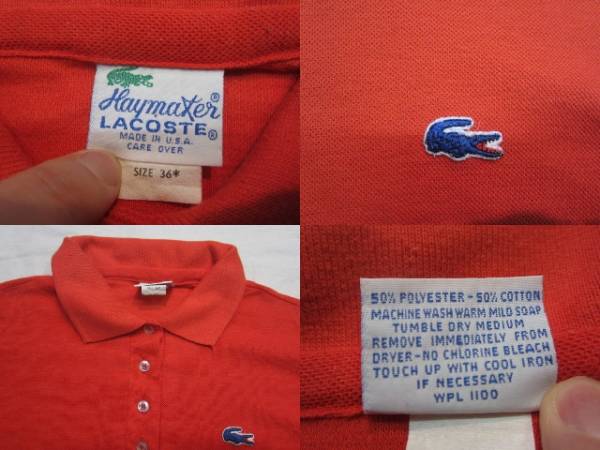 Haymaker®
LACOSTE®
MADE IN U.S.A.
CARE OVER
SIZE 36*
50% POLYESTER - 50% COTTON
MACHINE WASH WARM MILD SOAP
TUMBLE DRY MEDIUM
REMOVE IMMEDIATELY FROM
DRYER-NO CHLORINE BLEACH
TOUCH UP WITH COOL IRON
IF NECESSARY
WPL 1100